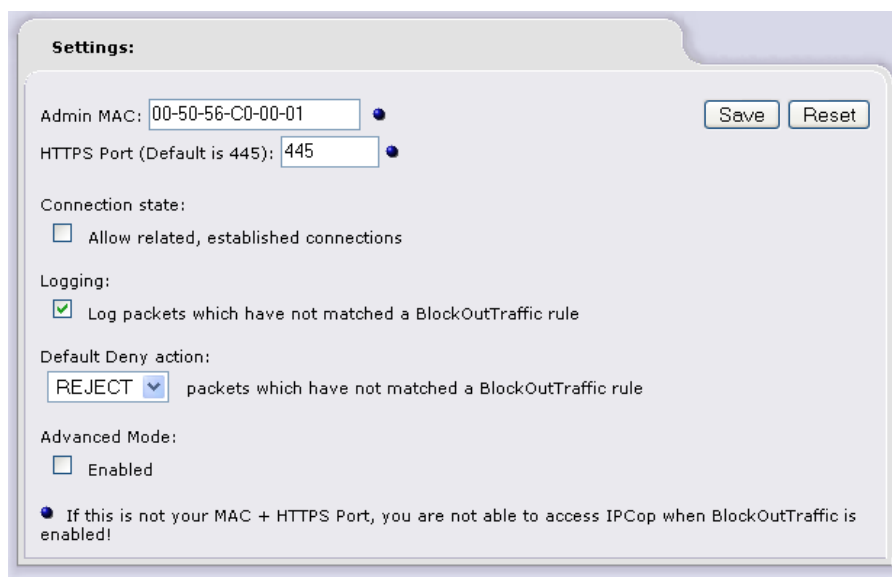 Settings:
Admin MAC: 00-50-56-C0-00-01
Save Reset
HTTPS Port (Default is 445): 445
Connection state:
Allow related, established connections
Logging:
Log packets which have not matched a BlockOutTraffic rule
Default Deny action:
REJECT packets which have not matched a BlockOutTraffic rule
Advanced Mode:
Enabled
If this is not your MAC + HTTPS Port, you are not able to access IPCop when BlockOutTraffic is
enabled!